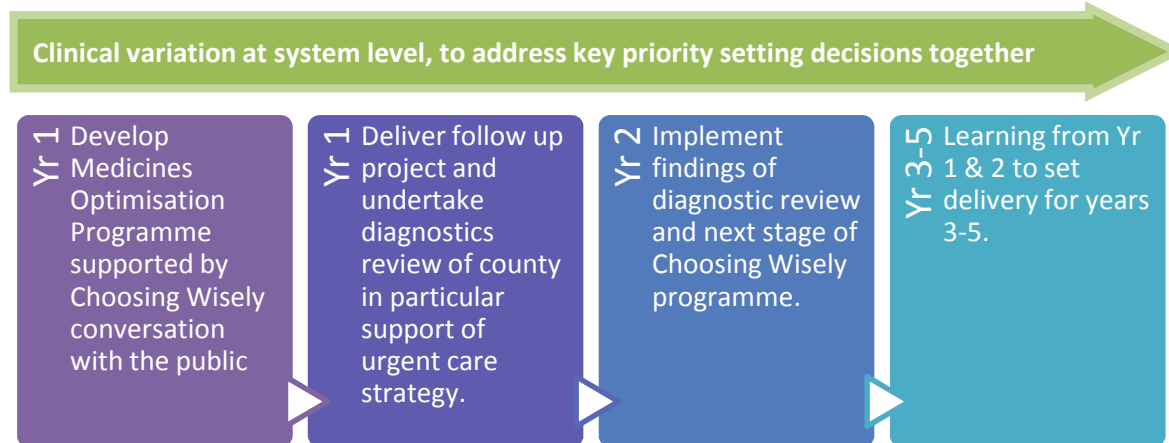 Clinical variation at system level, to address key priority setting decisions together
Yr 1
Develop
Medicines
Optimisation
Programme
supported by
Choosing Wisely
conversation
with the public
Yr 1
Deliver follow up
project and
undertake
diagnostics
review of county
in particular
support of
urgent care
strategy.
Yr 2
Implement
findings of
diagnostic review
and next stage of
Choosing Wisely
programme.
Yr 3-5
Learning from Yr
1 & 2 to set
delivery for years
3-5.